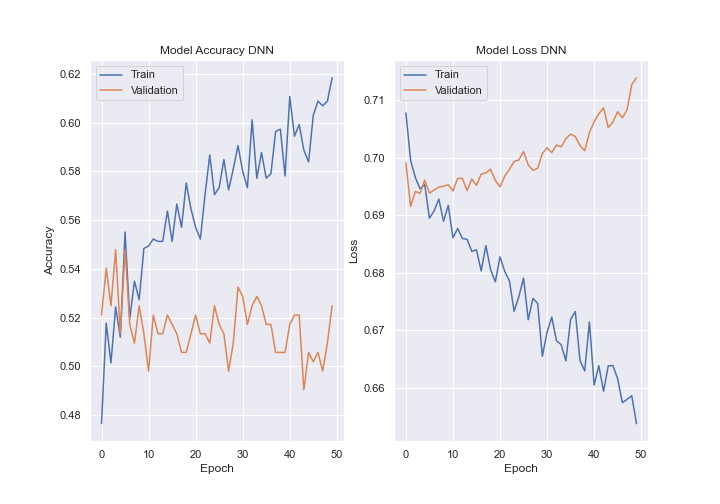 Model Accuracy DNN
Train
Validation
0.62
0.60
0.58
0.56
0.54
0.52
0.50
0.48
Accuracy
0 10 20 30 40 50
Epoch
Model Loss DNN
Train
Validation
0.71
0.70
0.69
0.68
0.67
0.66
Loss
0 10 20 30 40 50
Epoch